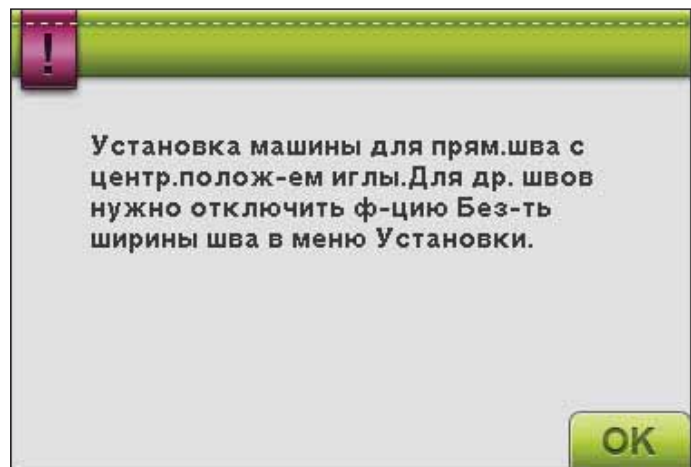 !
Установка машины для прям.шва с
центр.полож-ем иглы.Для др. швов
нужно отключить ф-цию Без-ть
ширины шва в меню Установки.
OK